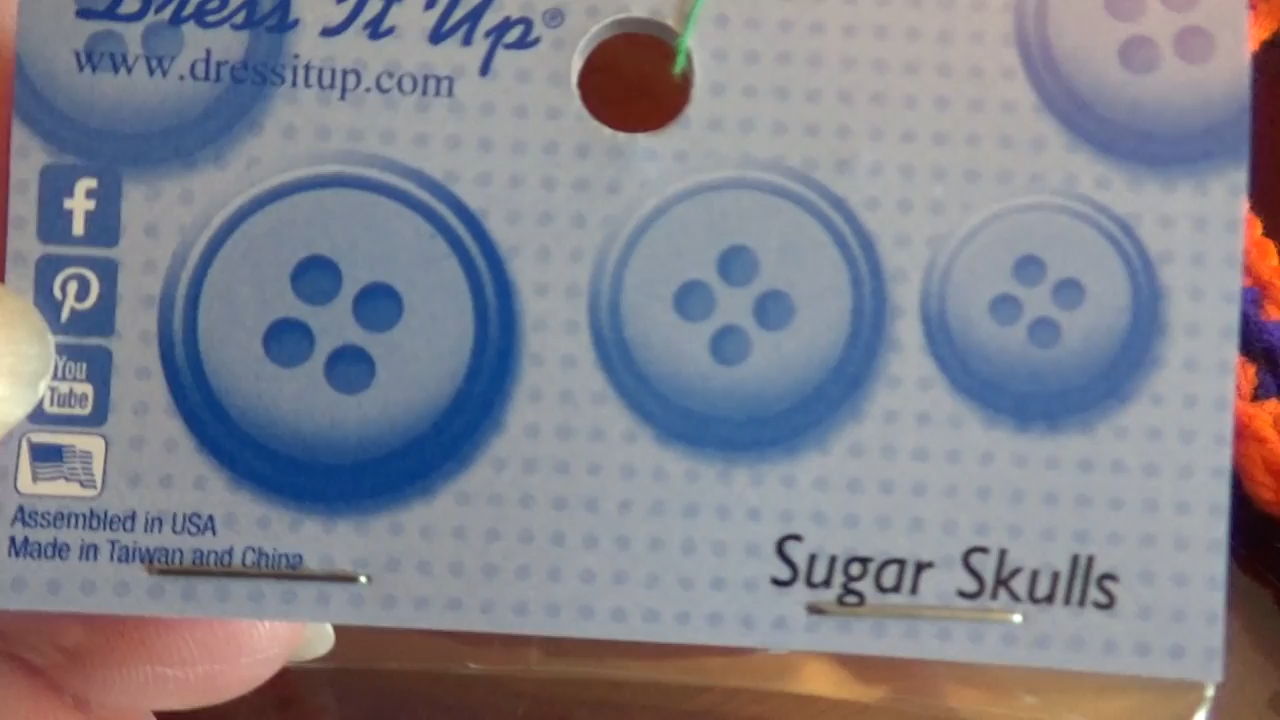 Dress It Up®
www.dressitup.com
f
P
You
Tube
Assembled in USA
Made in Taiwan and China
Sugar Skulls